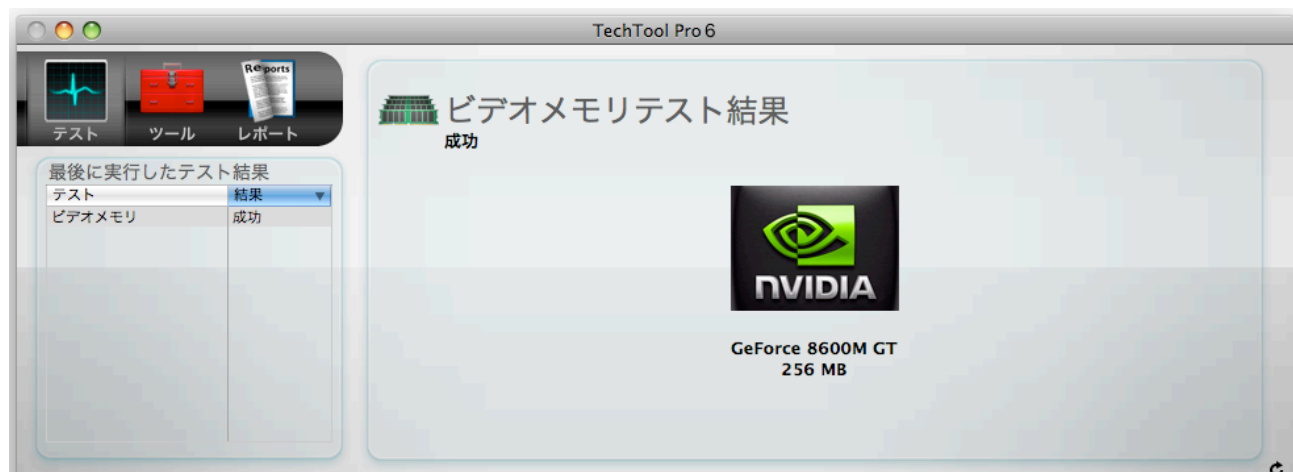 TechTool Pro 6
Reports
テスト ツール レポート
最後に実行したテスト結果
テスト 結果
ビデオメモリ 成功
ビデオメモリテスト結果
成功
NVIDIA
GeForce 8600M GT
256 MB